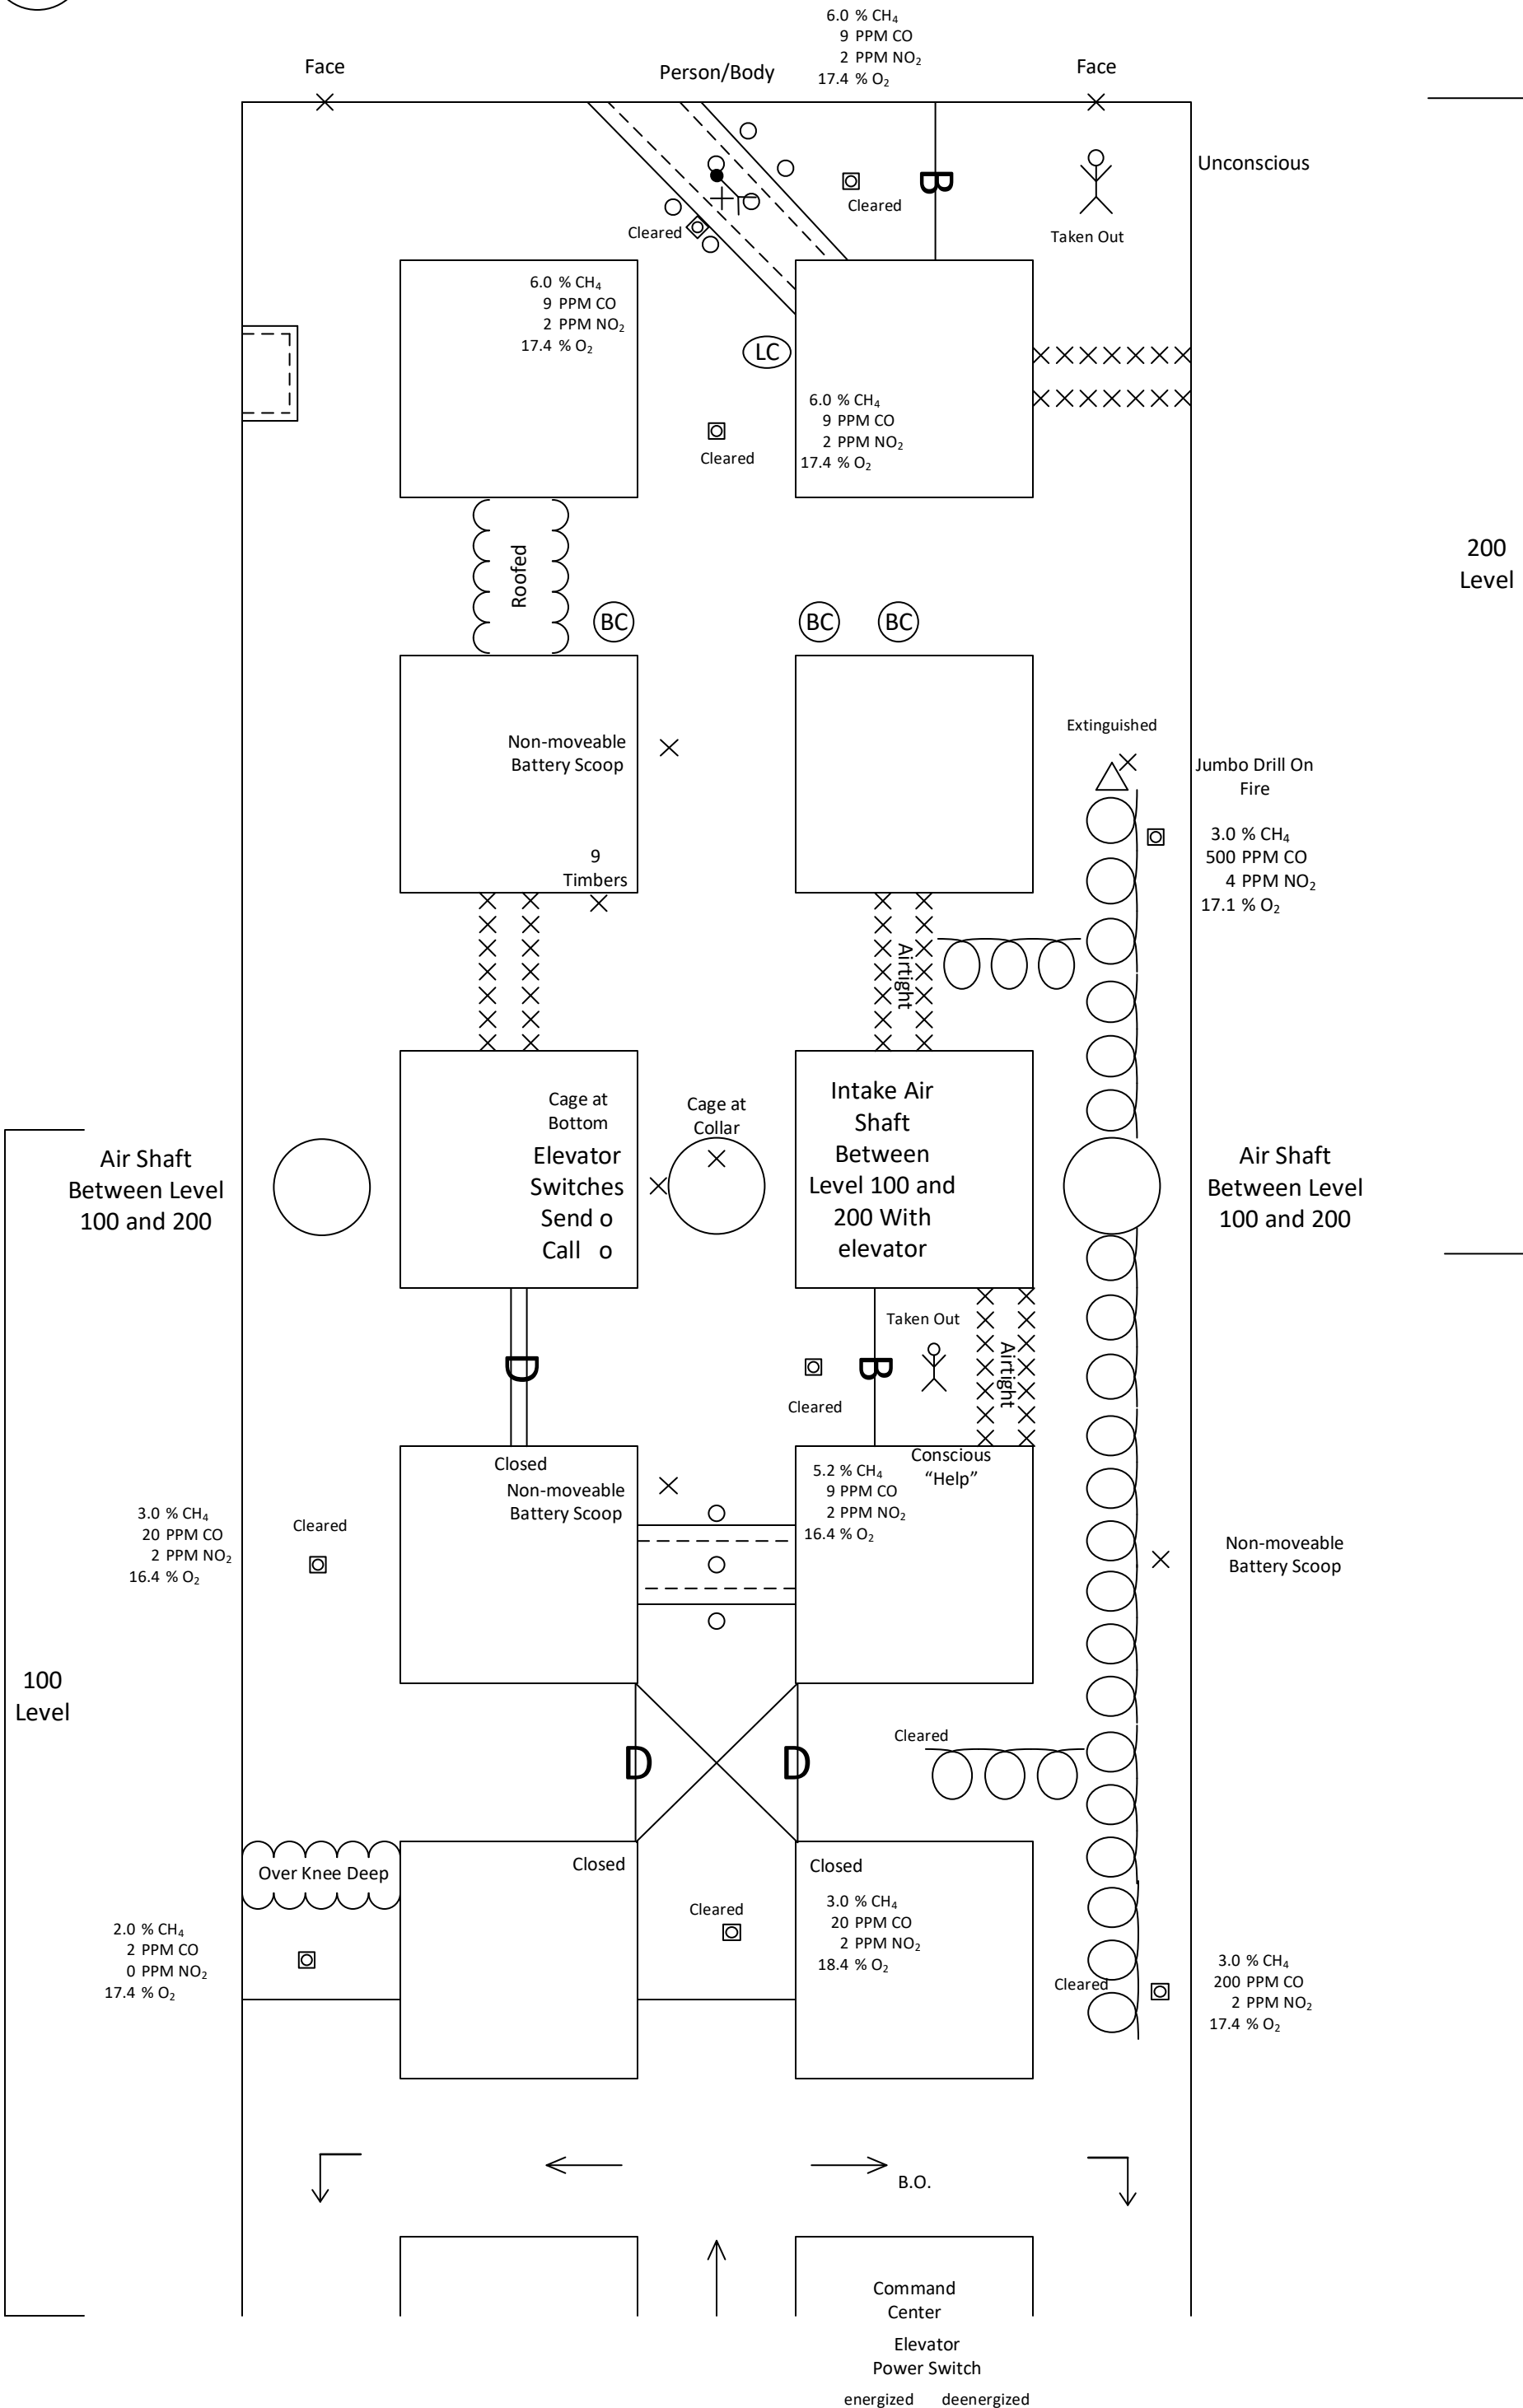 6.0 % CH₄
9 PPM CO
2 PPM NO₂
17.4 % O₂
Face
Person/Body
Face
B
Unconscious
Cleared
Cleared
Taken Out
6.0 % CH₄
9 PPM CO
2 PPM NO₂
17.4 % O₂
LC
6.0 % CH₄
9 PPM CO
2 PPM NO₂
17.4 % O₂
Cleared
200
Level
Roofed
BC
BC
BC
Extinguished
Non-moveable
Battery Scoop
Jumbo Drill On
Fire
3.0 % CH₄
500 PPM CO
4 PPM NO₂
17.1 % O₂
9
Timbers
Airtight
Air Shaft
Between Level
100 and 200
Cage at
Bottom
Elevator
Switches
Send o
Call o
Cage at
Collar
Intake Air
Shaft
Between
Level 100 and
200 With
elevator
Air Shaft
Between Level
100 and 200
D
Taken Out
B
Airtight
Cleared
Closed
Non-moveable
Battery Scoop
Conscious
“Help”
5.2 % CH₄
9 PPM CO
2 PPM NO₂
16.4 % O₂
3.0 % CH₄
20 PPM CO
2 PPM NO₂
16.4 % O₂
Cleared
Non-moveable
Battery Scoop
100
Level
D
D
Cleared
Over Knee Deep
Closed
Closed
3.0 % CH₄
20 PPM CO
2 PPM NO₂
18.4 % O₂
Cleared
2.0 % CH₄
2 PPM CO
0 PPM NO₂
17.4 % O₂
Cleared
3.0 % CH₄
200 PPM CO
2 PPM NO₂
17.4 % O₂
B.O.
Command
Center
Elevator
Power Switch
energized deenergized